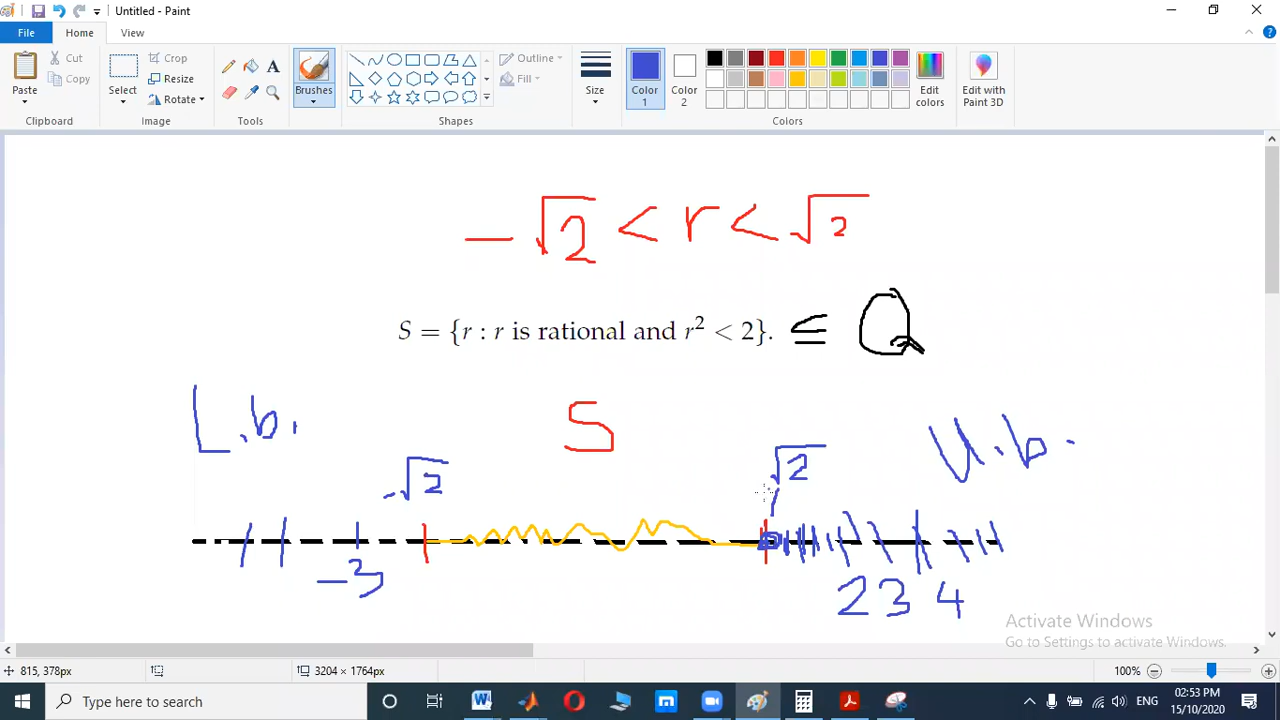 Untitled - Paint
File Home View
Cut
Copy
Paste
Crop
Resize
Rotate
Select
A
Brushes
Outline
Fill
Size
Color 1
Color 2
Edit colors
Edit with Paint 3D
Clipboard Image Tools Shapes Colors
-√2 < r < √2
S = {r : r is rational and r² < 2}. ⊆ Q
L.b. S U.b.
-√2 √2
-3 2 3 4
Activate Windows
Go to Settings to activate Windows.
815, 378px 3204 × 1764px 100%
Type here to search
ENG
02:53 PM
15/10/2020